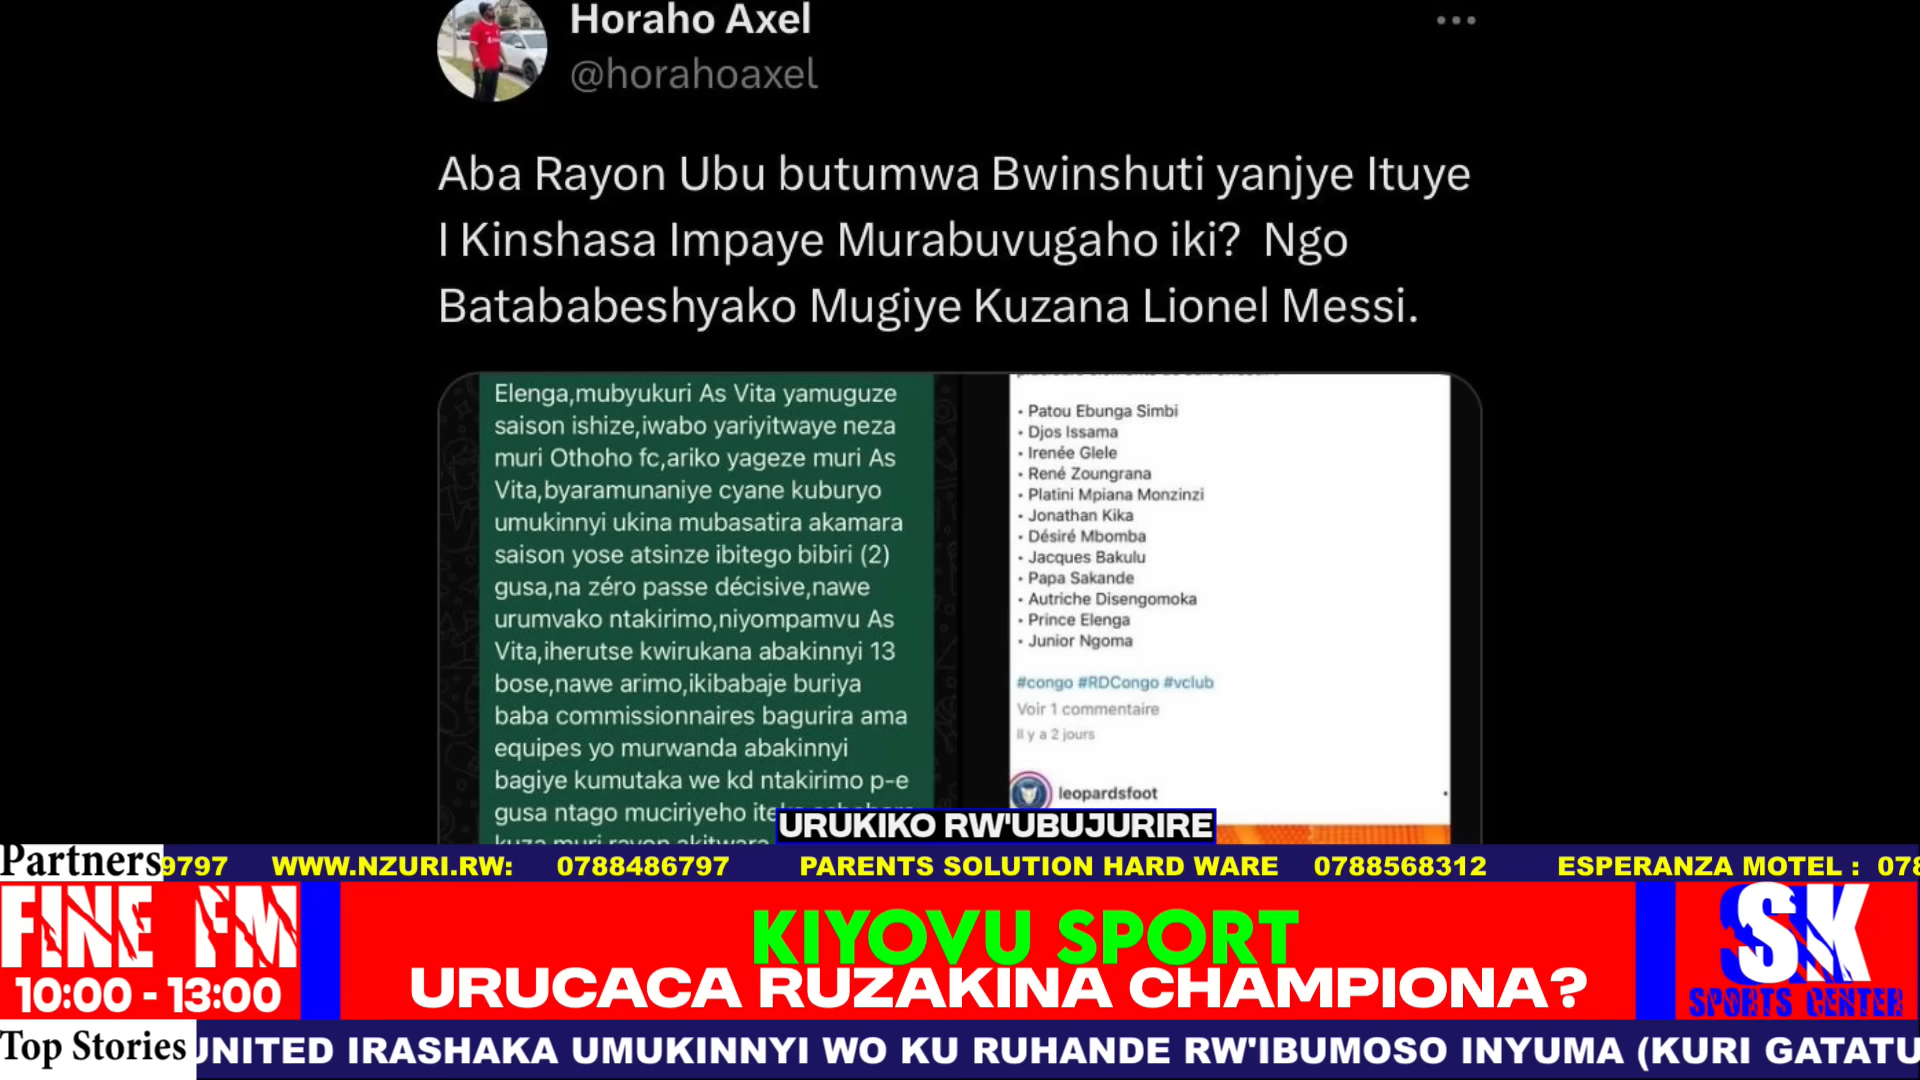 Horaho Axel
@horahoaxel
Aba Rayon Ubu butumwa Bwinshuti yanjye Ituye
I Kinshasa Impaye Murabuvugaho iki?  Ngo
Batababeshyako Mugiye Kuzana Lionel Messi.
Elenga,mubyukuri As Vita yamuguze
saison ishize,iwabo yariyitwaye neza
muri Othoho fc,ariko yageze muri As
Vita,byaramunaniye cyane kuburyo
umukinnyi ukina mubasatira akamara
saison yose atsinze ibitego bibiri (2)
gusa,na zéro passe décisive,nawe
urumvako ntakirimo,niyompamvu As
Vita,iherutse kwirukana abakinnyi 13
bose,nawe arimo,ikibabaje buriya
baba commissionnaires bagurira ama
equipes yo murwanda abakinnyi
bagiye kumutaka we kd ntakirimo p-e
gusa ntago muciriyeho
• Patou Ebunga Simbi
• Djos Issama
• Irenée Glele
• René Zoungrana
• Platini Mpiana Monzinzi
• Jonathan Kika
• Désiré Mbomba
• Jacques Bakulu
• Papa Sakande
• Autriche Disengomoka
• Prince Elenga
• Junior Ngoma
#congo #RDCongo #vclub
Voir 1 commentaire
Il y a 2 jours
leopardsfoot
URUKIKO RW'UBUJURIRE
Partners 9797 WWW.NZURI.RW: 0788486797 PARENTS SOLUTION HARD WARE 0788568312 ESPERANZA MOTEL : 078
FINE FM
10:00 - 13:00
KIYOVU SPORT
URUCACA RUZAKINA CHAMPIONA?
SK
SPORTS CENTER
Top Stories UNITED IRASHAKA UMUKINNYI WO KU RUHANDE RW'IBUMOSO INYUMA (KURI GATATU